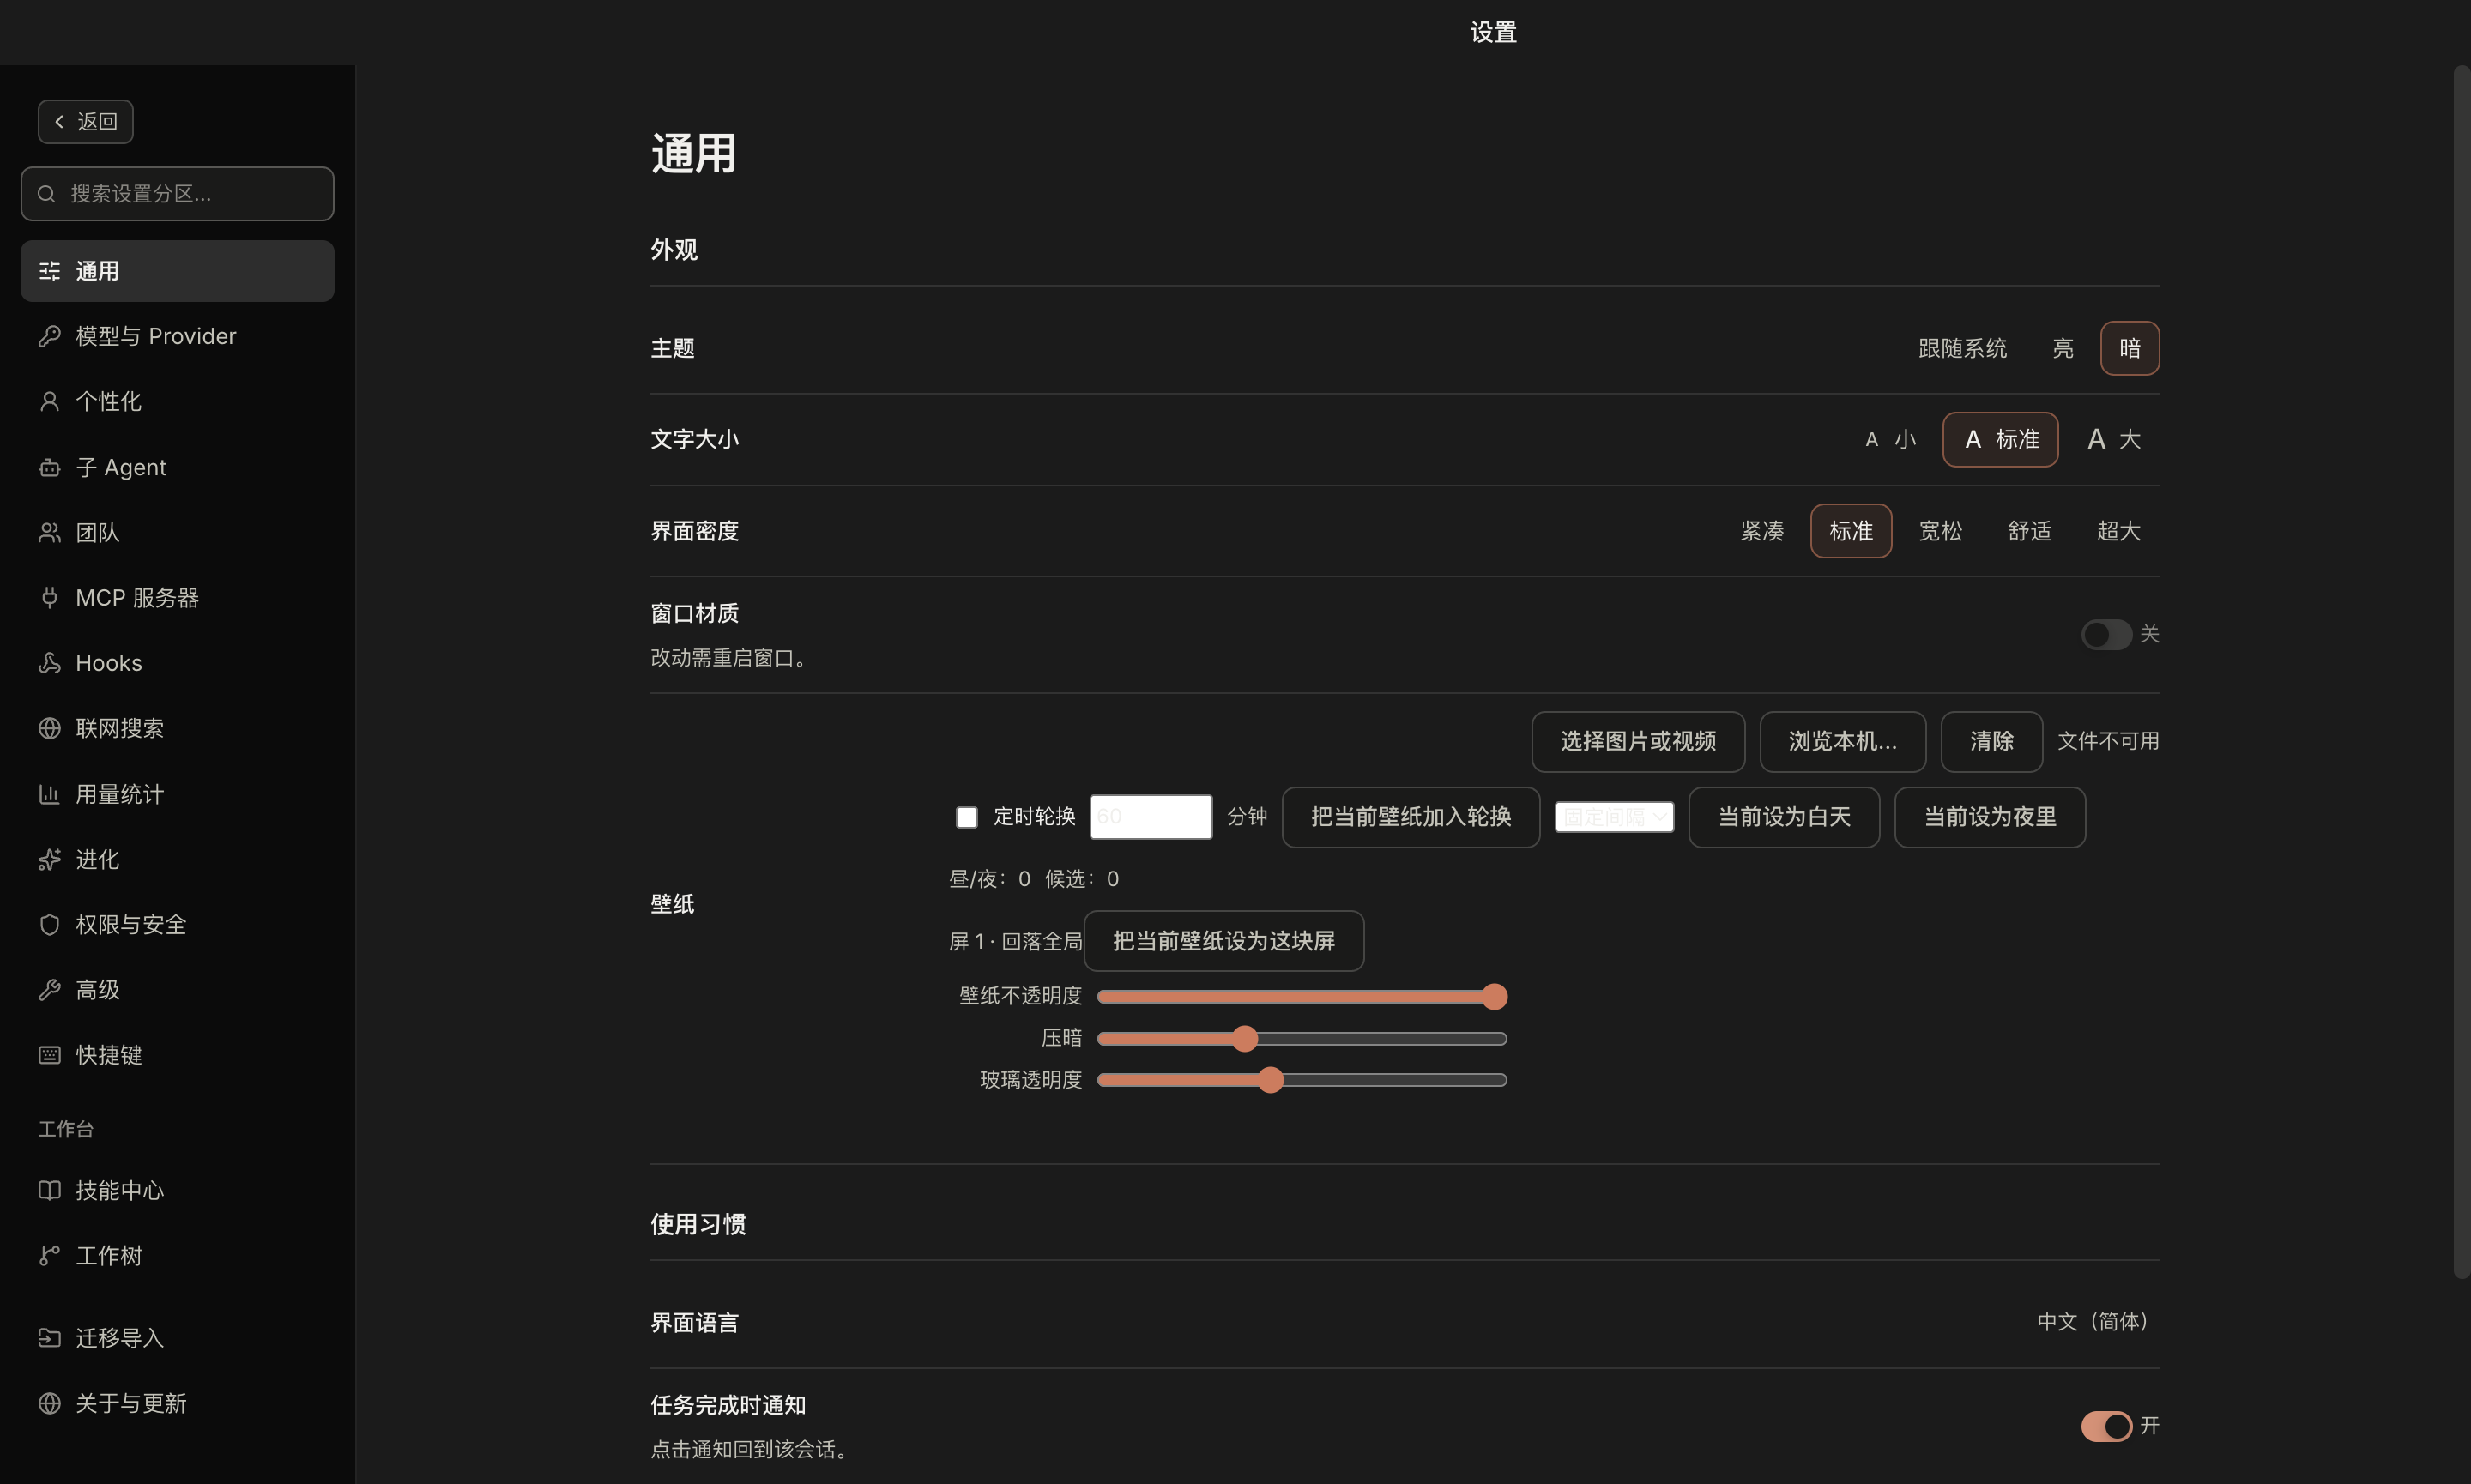 设置
返回
搜索设置分区...
通用
模型与 Provider
个性化
子 Agent
团队
MCP 服务器
Hooks
联网搜索
用量统计
进化
权限与安全
高级
快捷键
工作台
技能中心
工作树
迁移导入
关于与更新
通用
外观
主题
跟随系统 亮 暗
文字大小
A 小 A 标准 A 大
界面密度
紧凑 标准 宽松 舒适 超大
窗口材质
改动需重启窗口。
关
壁纸
选择图片或视频 浏览本机... 清除 文件不可用
定时轮换 60 分钟 把当前壁纸加入轮换 固定间隔 当前设为白天 当前设为夜里
昼/夜：0 候选：0
屏 1 · 回落全局 把当前壁纸设为这块屏
壁纸不透明度
压暗
玻璃透明度
使用习惯
界面语言
中文（简体）
任务完成时通知
点击通知回到该会话。
开